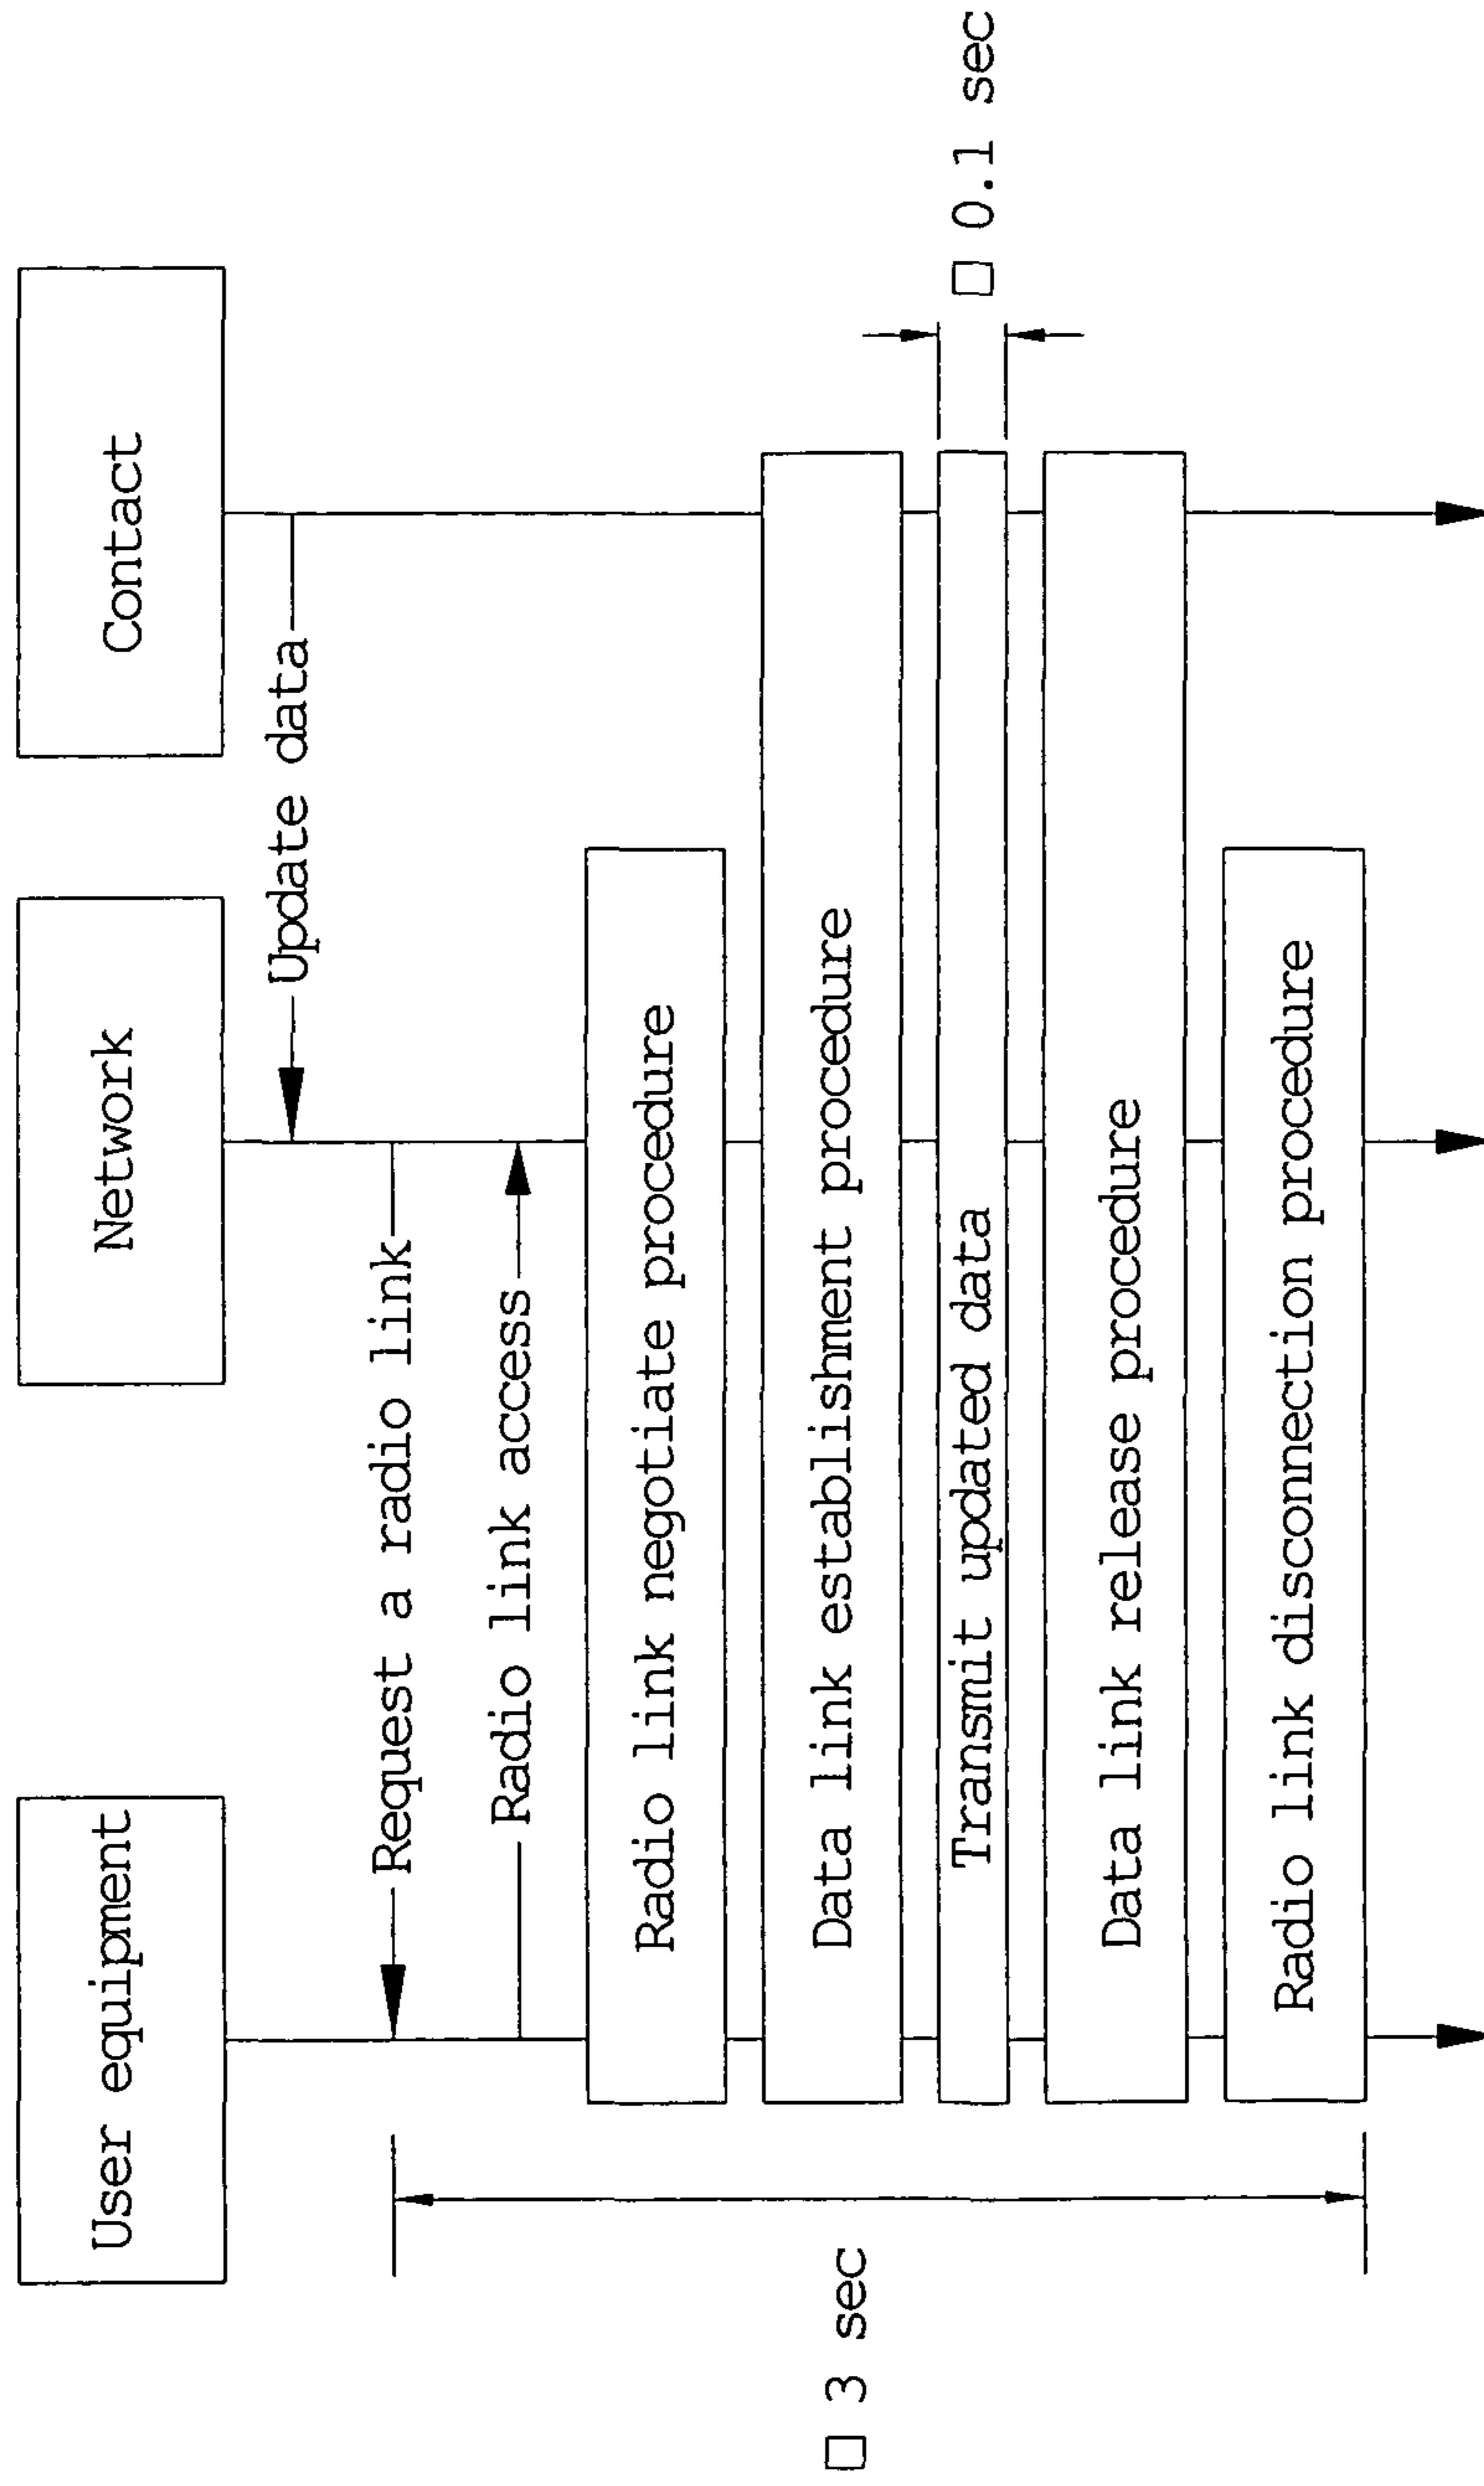 User equipment
Network
Contact
Update data
Request a radio link
Radio link access
Radio link negotiate procedure
Data link establishment procedure
Transmit updated data
Data link release procedure
Radio link disconnection procedure
□ 3 sec
□ 0.1 sec